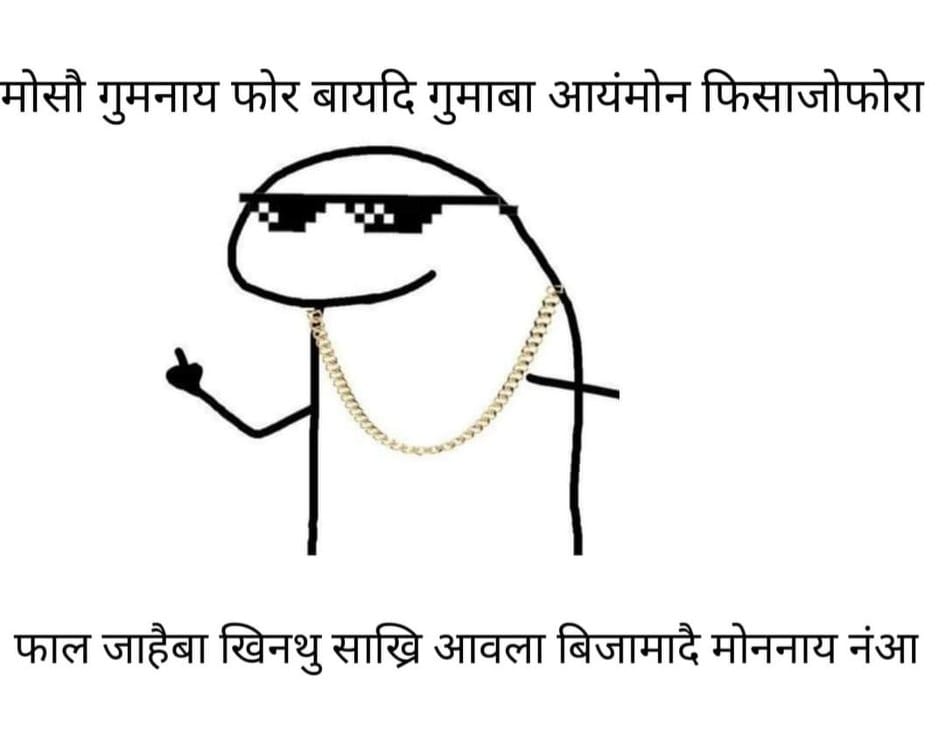 मोसौ गुमनाय फोर बायदि गुमाबा आयंमोन फिसाजोफोरा
फाल जाहैबा खिनथु साख्रि आवला बिजामादै मोननाय नंआ